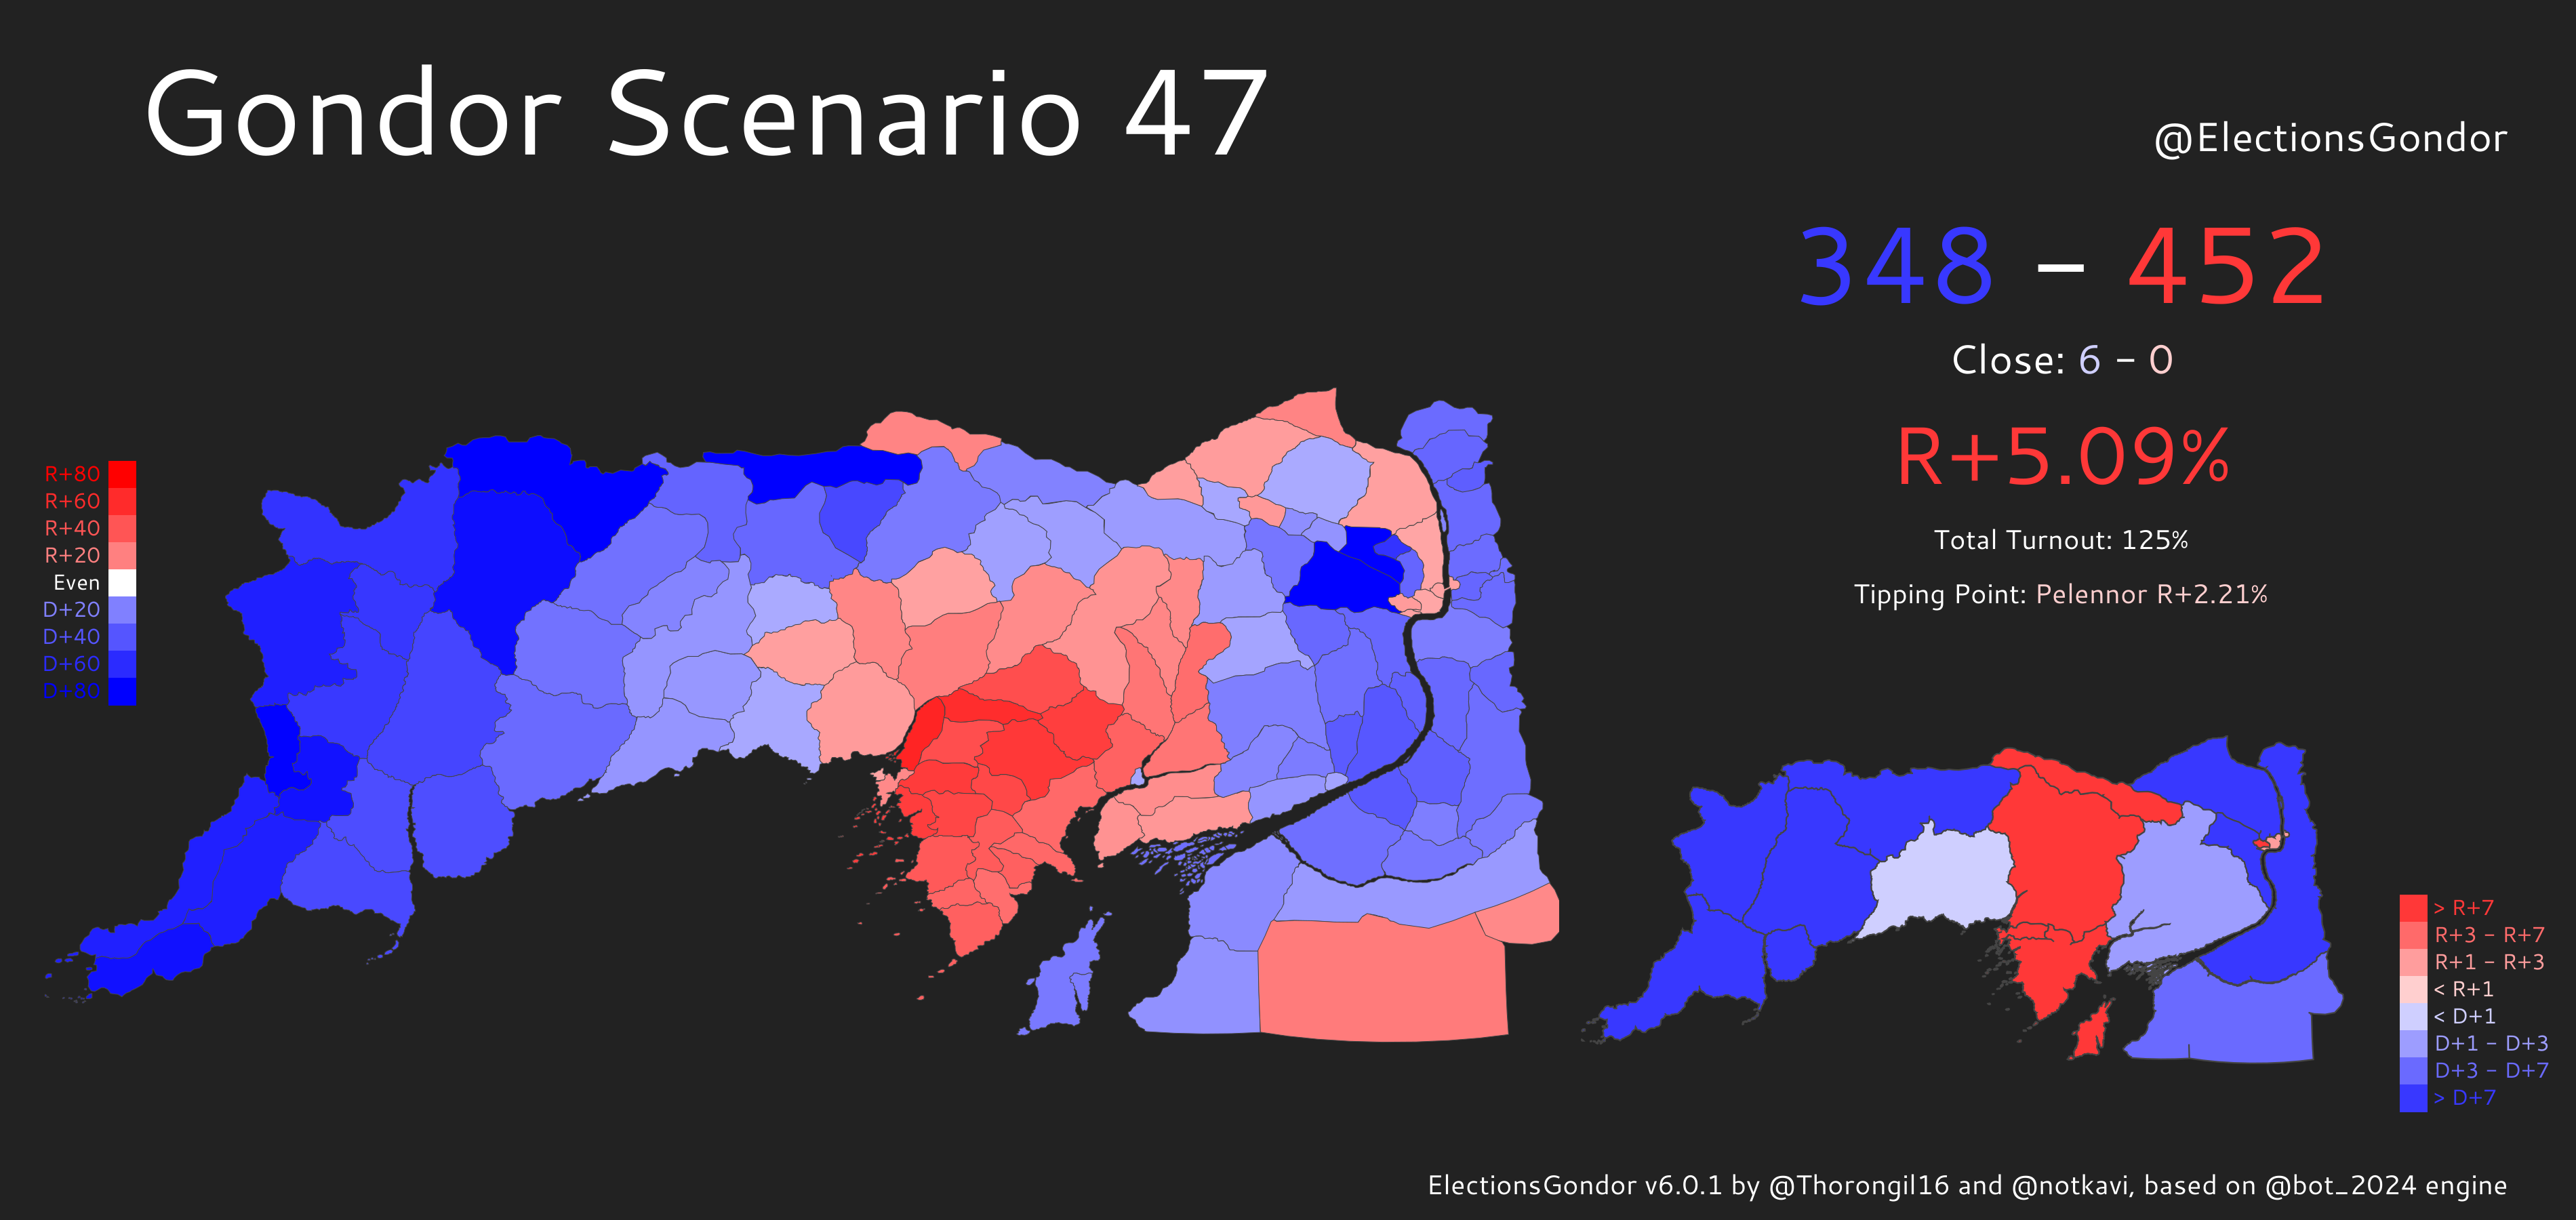 Gondor Scenario 47
@ElectionsGondor
348 - 452
Close: 6 - 0
R+5.09%
Total Turnout: 125%
Tipping Point: Pelennor R+2.21%
R+80
R+60
R+40
R+20
Even
D+20
D+40
D+60
D+80
> R+7
R+3 - R+7
R+1 - R+3
< R+1
< D+1
D+1 - D+3
D+3 - D+7
> D+7
ElectionsGondor v6.0.1 by @Thorongil16 and @notkavi, based on @bot_2024 engine